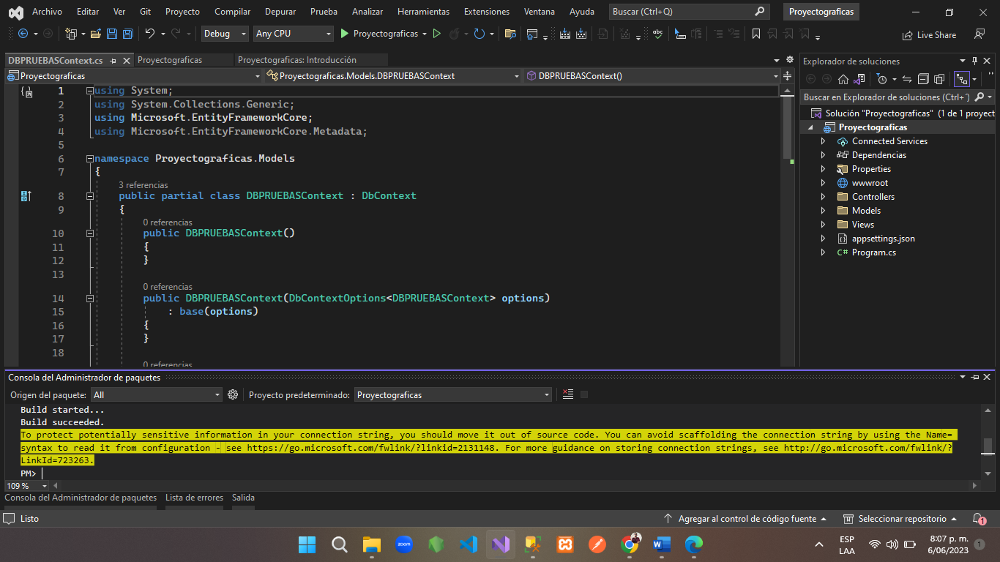 Archivo Editar Ver Git Proyecto Compilar Depurar Prueba Analizar Herramientas Extensiones Ventana Ayuda Buscar (Ctrl+Q) Proyectograficas
Debug Any CPU Proyectograficas Live Share
DBPRUEBASContext.cs Proyectograficas Proyectograficas: Introducción
Proyectograficas Proyectograficas.Models.DBPRUEBASContext DBPRUEBASContext()
1 using System;
2 using System.Collections.Generic;
3 using Microsoft.EntityFrameworkCore;
4 using Microsoft.EntityFrameworkCore.Metadata;
5
6 namespace Proyectograficas.Models
7 {
3 referencias
8 public partial class DBPRUEBASContext : DbContext
9 {
0 referencias
10 public DBPRUEBASContext()
11 {
12 }
13
0 referencias
14 public DBPRUEBASContext(DbContextOptions<DBPRUEBASContext> options)
15 : base(options)
16 {
17 }
18
0 referencias
Explorador de soluciones
Buscar en Explorador de soluciones (Ctrl+
Solución "Proyectograficas" (1 de 1 proyect
Proyectograficas
Connected Services
Dependencias
Properties
wwwroot
Controllers
Models
Views
appsettings.json
C# Program.cs
Consola del Administrador de paquetes
Origen del paquete: All Proyecto predeterminado: Proyectograficas
Build started...
Build succeeded.
To protect potentially sensitive information in your connection string, you should move it out of source code. You can avoid scaffolding the connection string by using the Name=
syntax to read it from configuration - see https://go.microsoft.com/fwlink/?linkid=2131148. For more guidance on storing connection strings, see http://go.microsoft.com/fwlink/?
LinkId=723263.
PM>
109 %
Consola del Administrador de paquetes Lista de errores Salida
Listo Agregar al control de código fuente Seleccionar repositorio 1
zoom
ESP
LAA
8:07 p. m.
6/06/2023
1